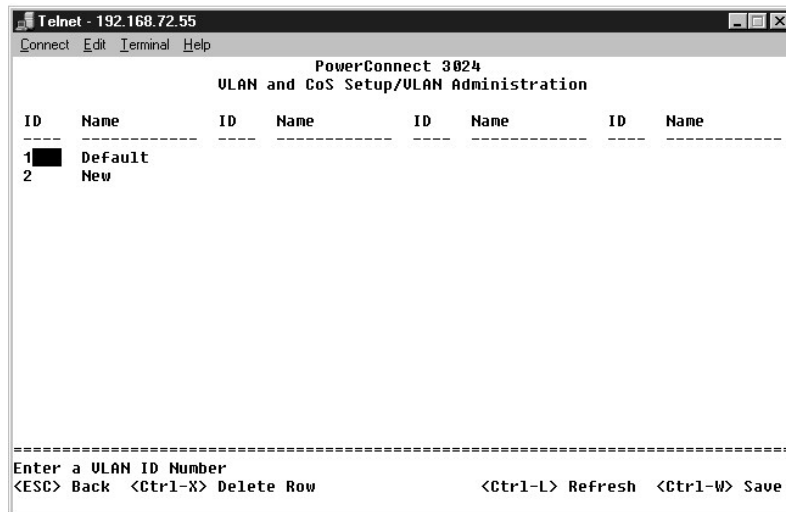 Telnet - 192.168.72.55
Connect Edit Terminal Help
PowerConnect 3024
VLAN and CoS Setup/VLAN Administration
ID Name ID Name ID Name ID Name
---- ------------ ---- ------------ ---- ------------ ---- ------------
1 Default
2 New
================================================================================
Enter a VLAN ID Number
<ESC> Back <Ctrl-X> Delete Row <Ctrl-L> Refresh <Ctrl-W> Save